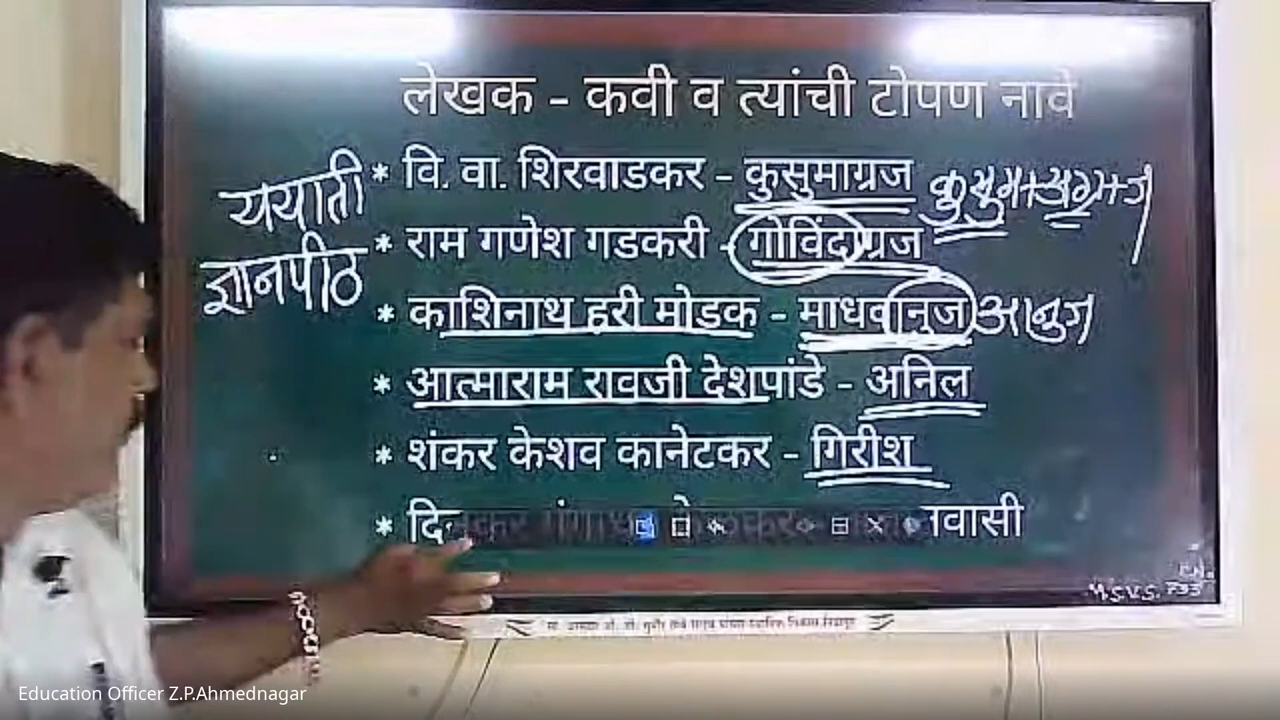 लेखक - कवी व त्यांची टोपण नावे
* वि. वा. शिरवाडकर - कुसुमाग्रज कुसुम+अग्र+ज
ययाती
* राम गणेश गडकरी - गोविंदाग्रज
ज्ञानपीठ
* काशिनाथ हरी मोडक - माधवानुज अनुज
* आत्माराम रावजी देशपांडे - अनिल
* शंकर केशव कानेटकर - गिरीश
M.S.V.S.
Education Officer Z.P.Ahmednagar